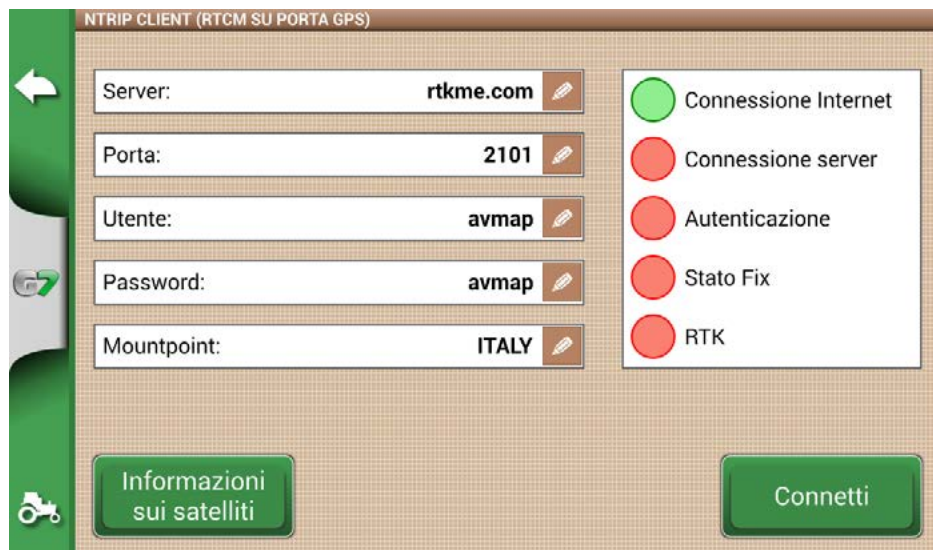 NTRIP CLIENT (RTCM SU PORTA GPS)
Server: rtkme.com
Porta: 2101
Utente: avmap
Password: avmap
Mountpoint: ITALY
Connessione Internet
Connessione server
Autenticazione
Stato Fix
RTK
G7
Informazioni
sui satelliti
Connetti